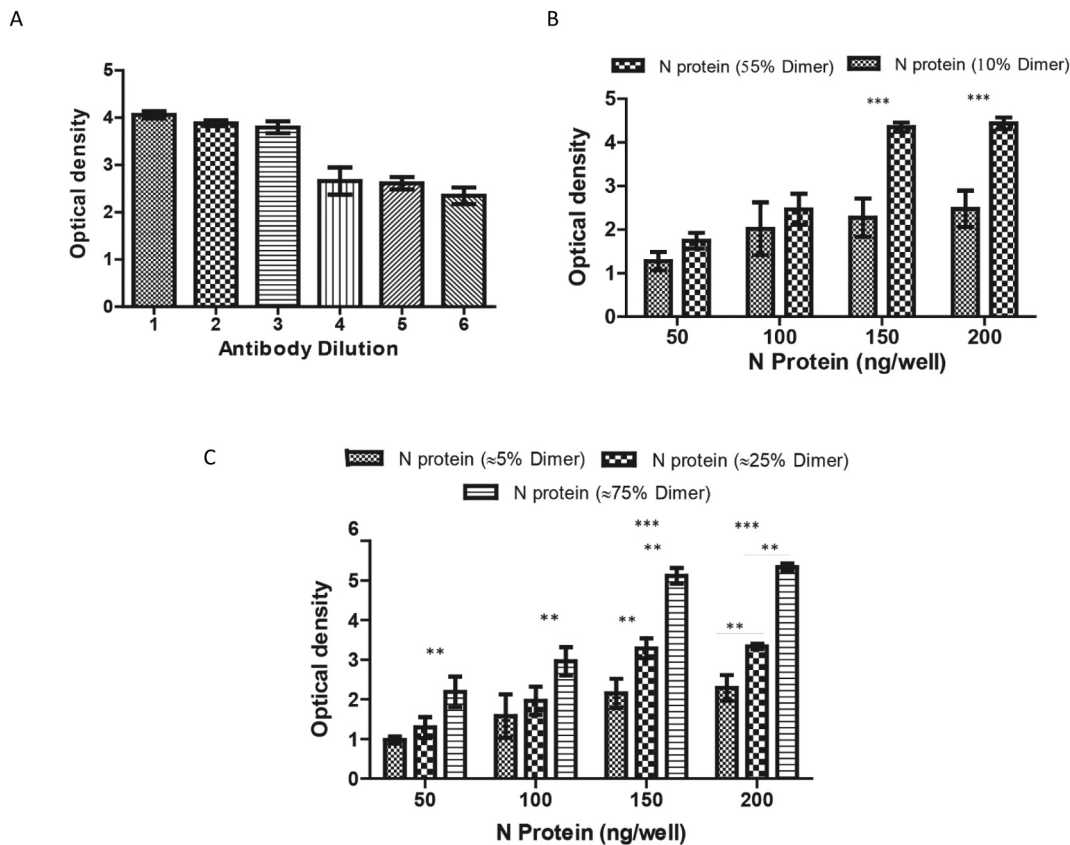 A
5
4
3
2
1
0
Optical density
1 2 3 4 5 6
Antibody Dilution
B
N protein (55% Dimer) N protein (10% Dimer)
5
4
3
2
1
0
Optical density
*** ***
50 100 150 200
N Protein (ng/well)
C
N protein (≈5% Dimer) N protein (≈25% Dimer)
N protein (≈75% Dimer)
6
5
4
3
2
1
0
Optical density
*** ***
** **
** ** **
**
50 100 150 200
N Protein (ng/well)